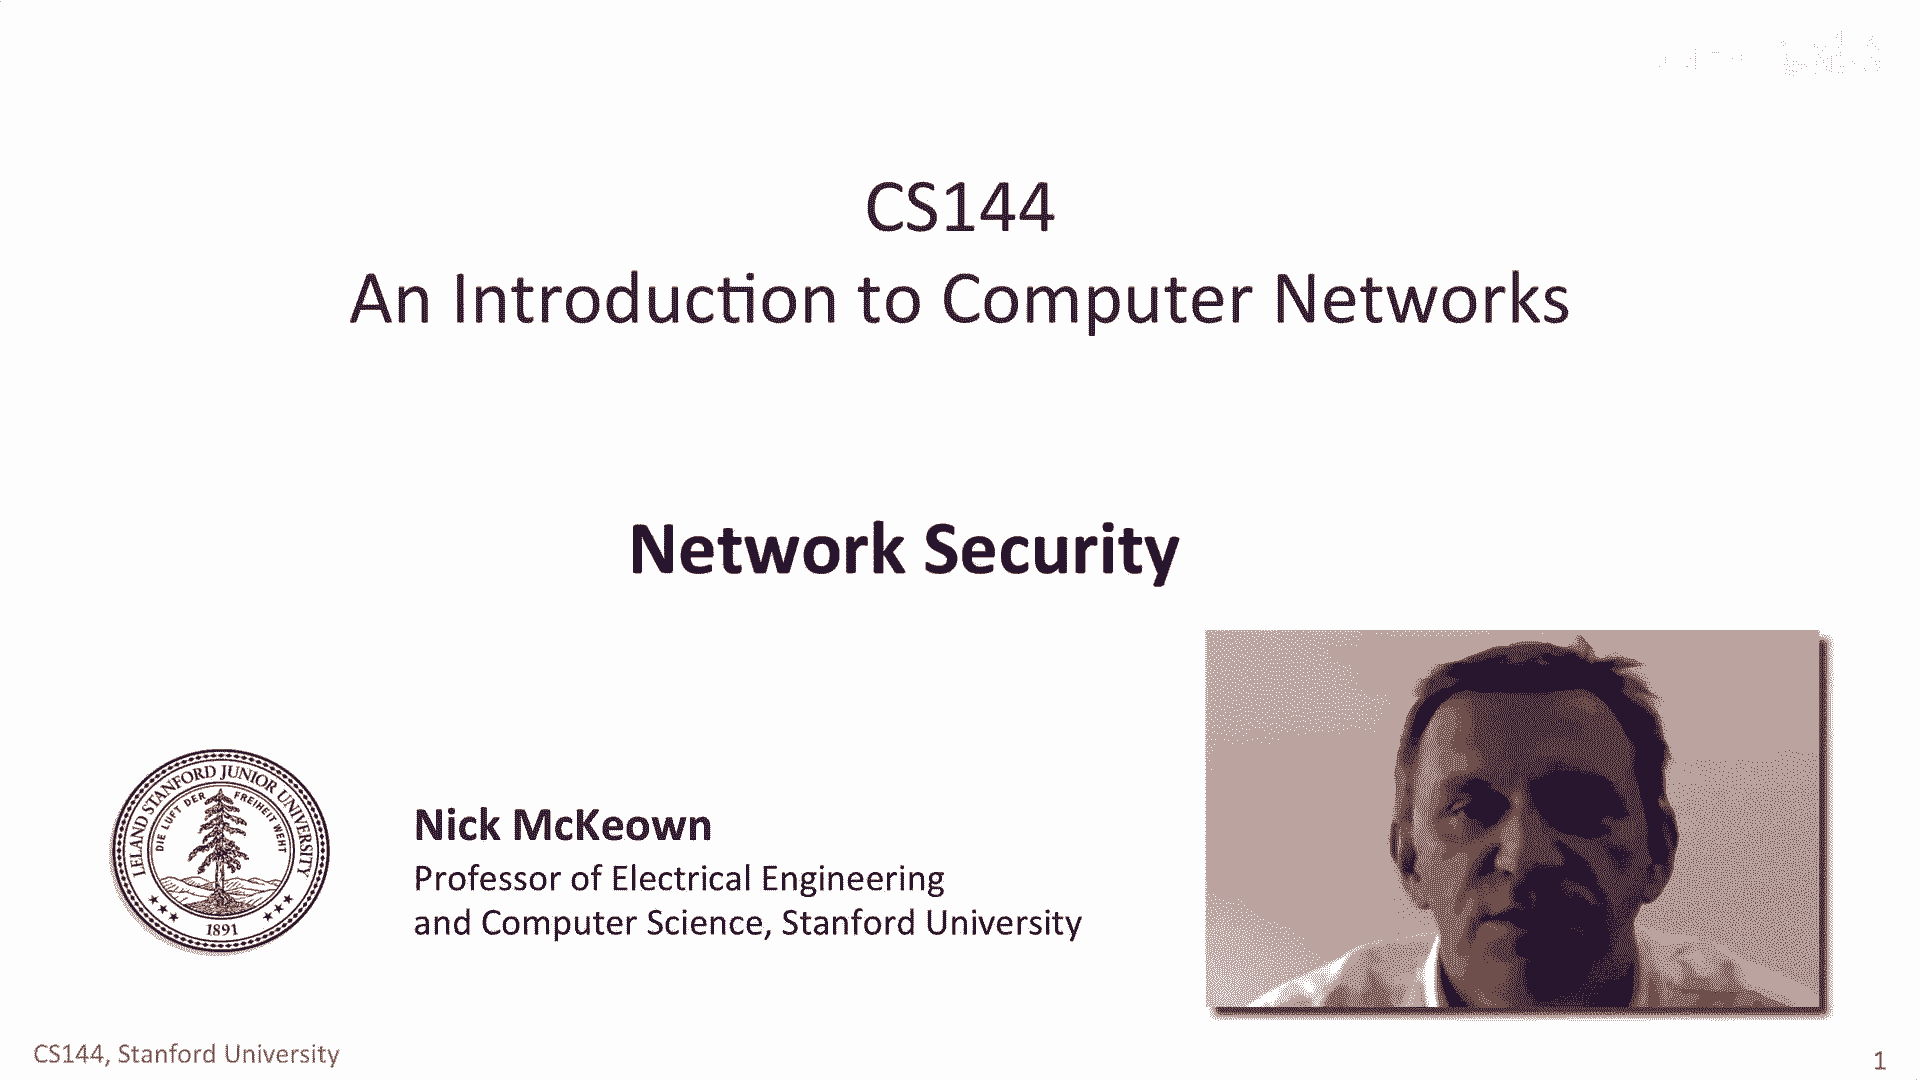 CS144
An Introduction to Computer Networks
Network Security
LELAND STANFORD JUNIOR UNIVERSITY
DIE LUFT DER FREIHEIT WEHT
1891
Nick McKeown
Professor of Electrical Engineering
and Computer Science, Stanford University
CS144, Stanford University
1